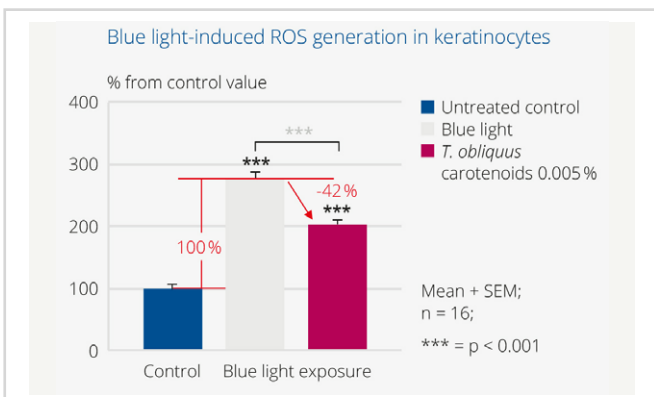 Blue light-induced ROS generation in keratinocytes
% from control value
400
300
200
100
0
***
***
-42%
***
100%
Control
Blue light exposure
Untreated control
Blue light
T. obliquus
carotenoids 0.005%
Mean + SEM;
n = 16;
*** = p < 0.001